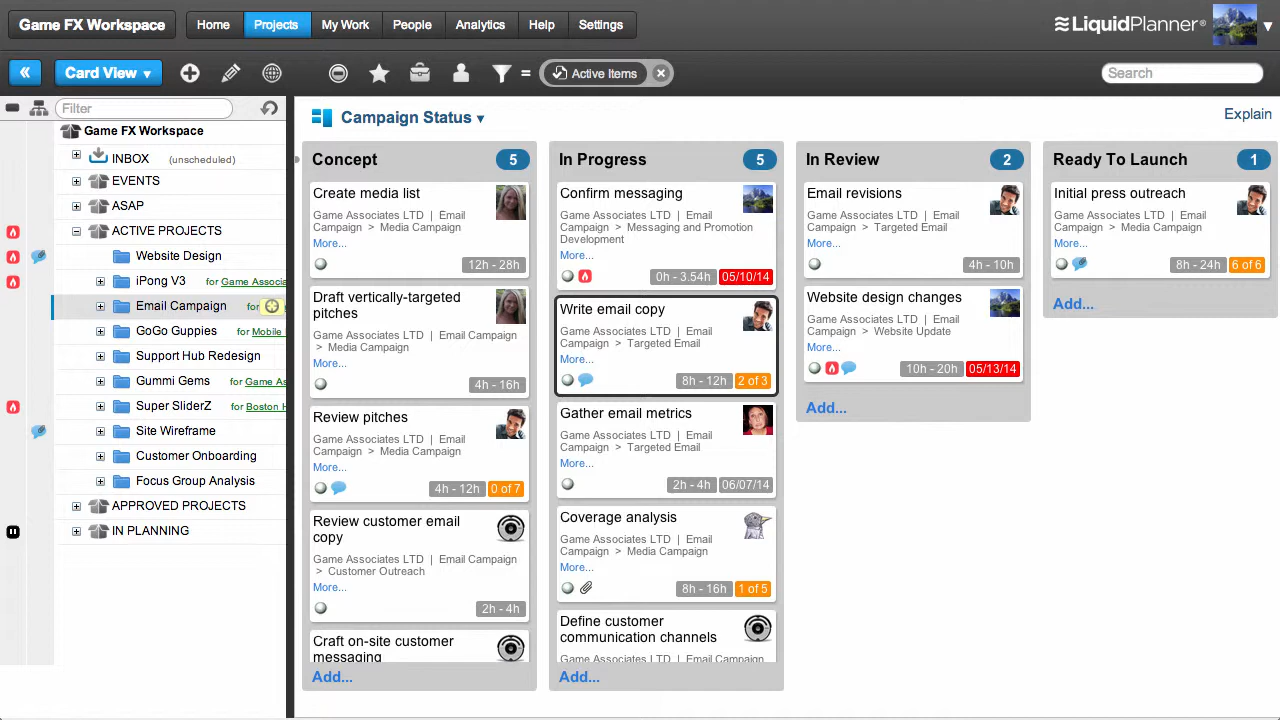 Game FX Workspace
Home
Projects
My Work
People
Analytics
Help
Settings
LiquidPlanner®
Card View
=
Active Items
Search
Filter
Game FX Workspace
INBOX (unscheduled)
EVENTS
ASAP
ACTIVE PROJECTS
Website Design
iPong V3 for Game Associa
Email Campaign for
GoGo Guppies for Mobile
Support Hub Redesign
Gummi Gems for Game As
Super SliderZ for Boston H
Site Wireframe
Customer Onboarding
Focus Group Analysis
APPROVED PROJECTS
IN PLANNING
Campaign Status
Explain
Concept 5
Create media list
Game Associates LTD | Email
Campaign > Media Campaign
More...
12h - 28h
Draft vertically-targeted
pitches
Game Associates LTD | Email Campaign
> Media Campaign
More...
4h - 16h
Review pitches
Game Associates LTD | Email
Campaign > Media Campaign
More...
4h - 12h 0 of 7
Review customer email
copy
Game Associates LTD | Email Campaign
> Customer Outreach
More...
2h - 4h
Craft on-site customer
messaging
Add...
In Progress 5
Confirm messaging
Game Associates LTD | Email
Campaign > Messaging and Promotion
Development
More...
0h - 3.54h 05/10/14
Write email copy
Game Associates LTD | Email
Campaign > Targeted Email
More...
8h - 12h 2 of 3
Gather email metrics
Game Associates LTD | Email
Campaign > Targeted Email
More...
2h - 4h 06/07/14
Coverage analysis
Game Associates LTD | Email
Campaign > Media Campaign
More...
8h - 16h 1 of 5
Define customer
communication channels
Game Associates LTD | Email Campaign
Add...
In Review 2
Email revisions
Game Associates LTD | Email
Campaign > Targeted Email
More...
4h - 10h
Website design changes
Game Associates LTD | Email
Campaign > Website Update
More...
10h - 20h 05/13/14
Add...
Ready To Launch 1
Initial press outreach
Game Associates LTD | Email
Campaign > Media Campaign
More...
8h - 24h 6 of 6
Add...